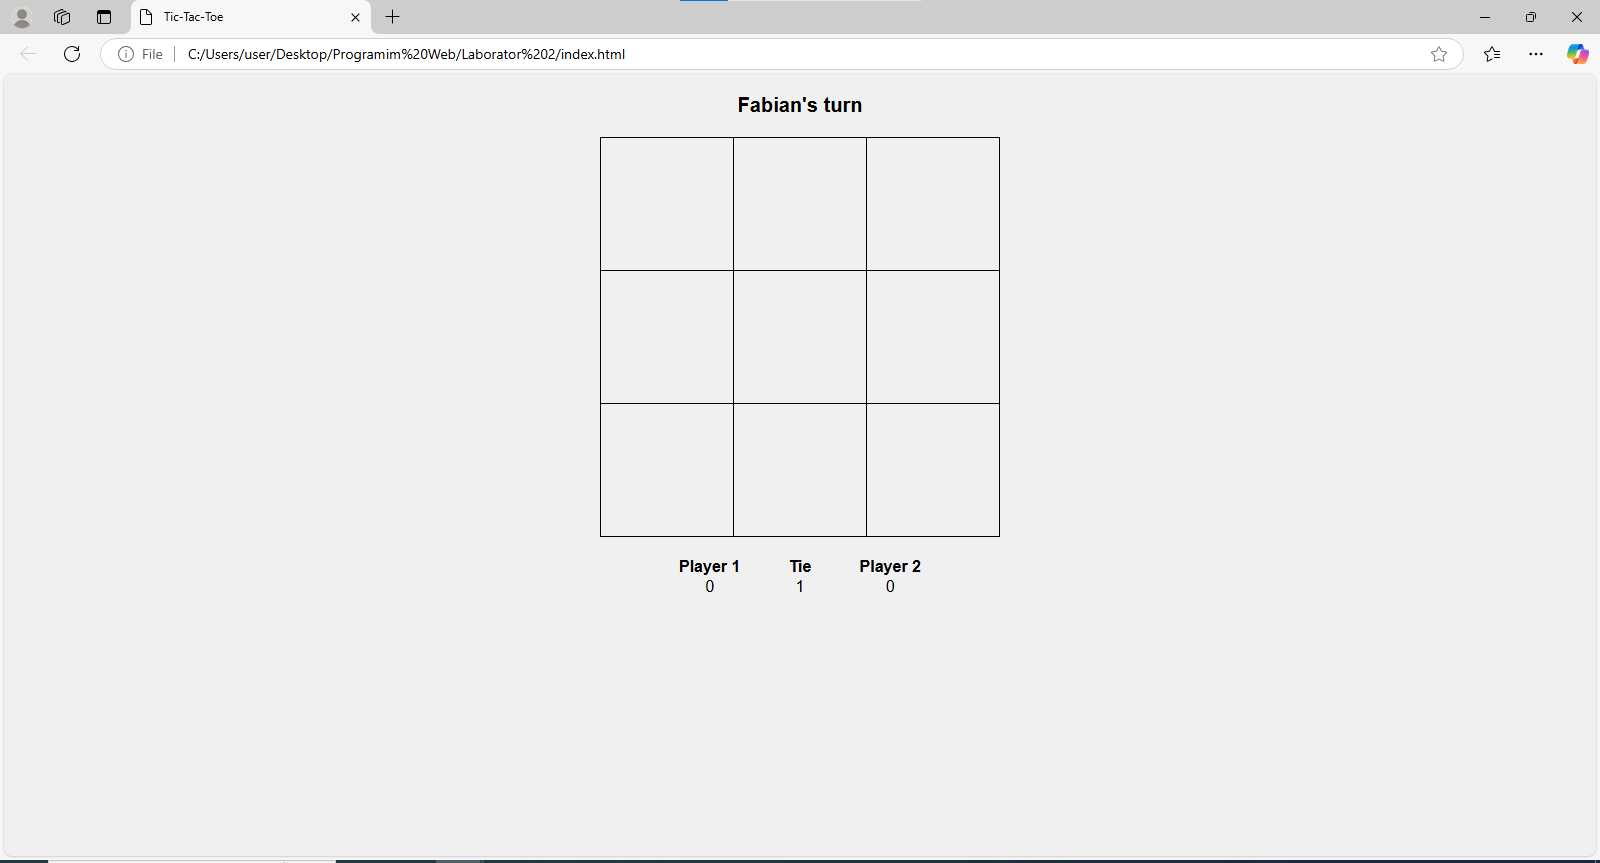 Tic-Tac-Toe
File C:/Users/user/Desktop/Programim%20Web/Laborator%202/index.html
Fabian's turn
Player 1 Tie Player 2
0 1 0